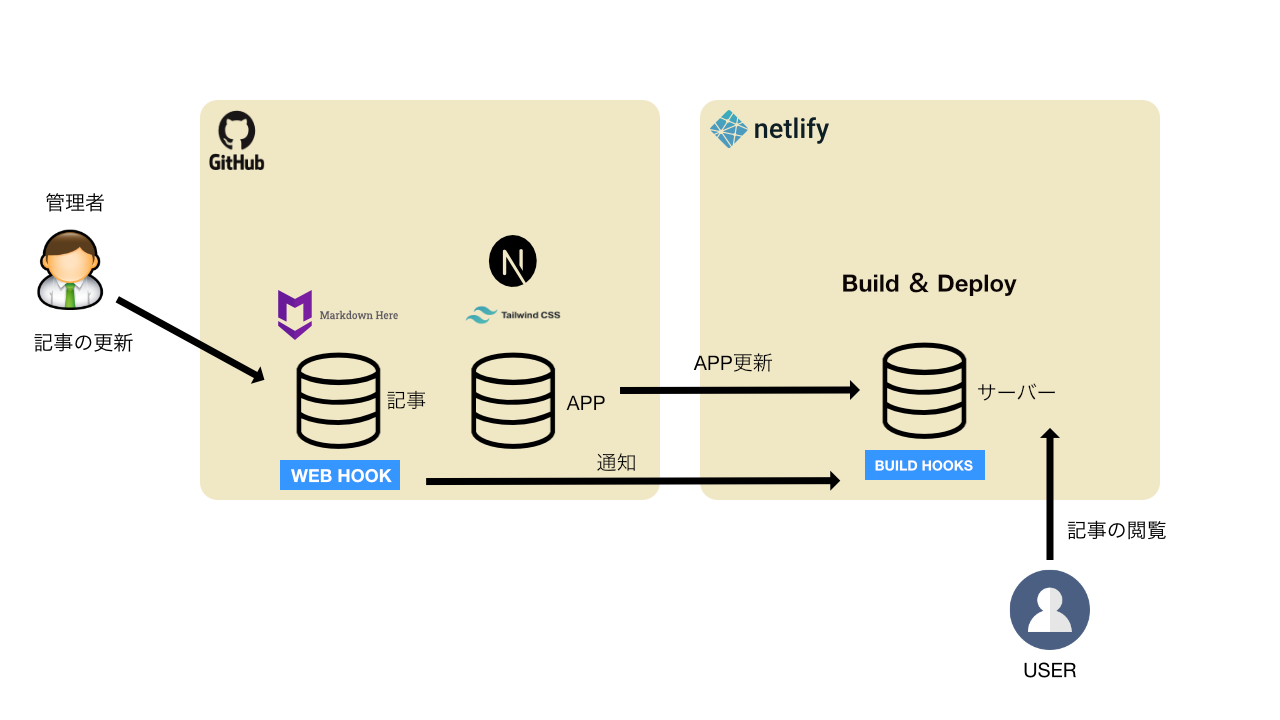 GitHub
netlify
管理者
記事の更新
N
Markdown Here
Tailwind CSS
記事
APP
WEB HOOK
APP更新
通知
Build & Deploy
サーバー
BUILD HOOKS
記事の閲覧
USER